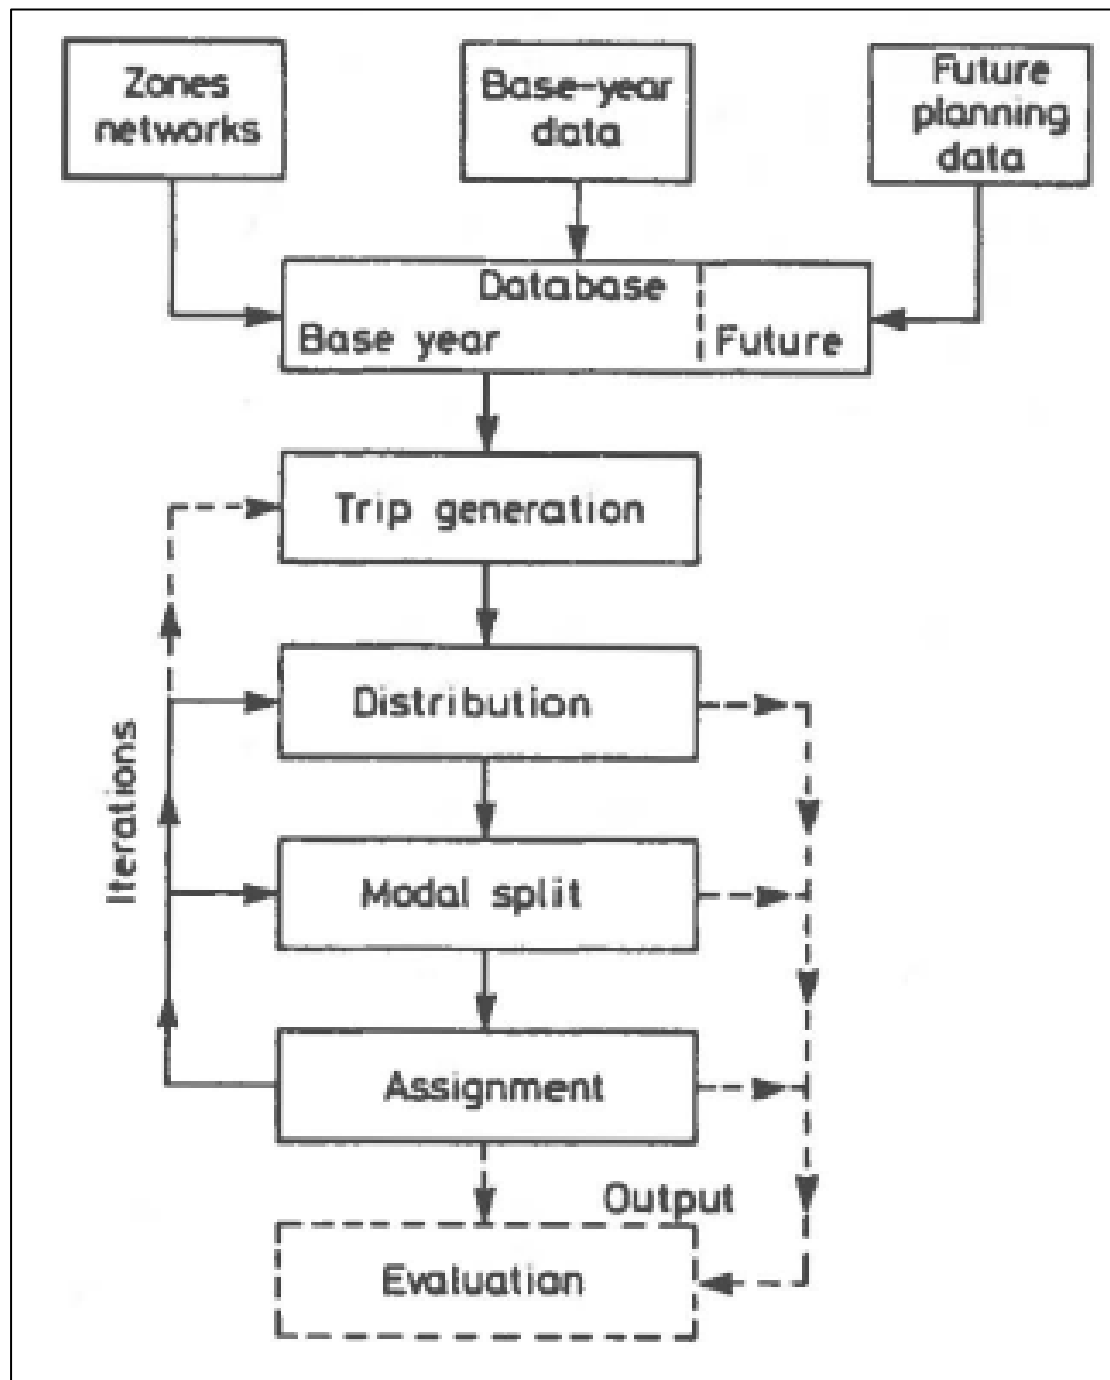 Zones
networks
Base-year
data
Future
planning
data
Database
Base year
Future
Trip generation
Distribution
Iterations
Modal split
Assignment
Output
Evaluation